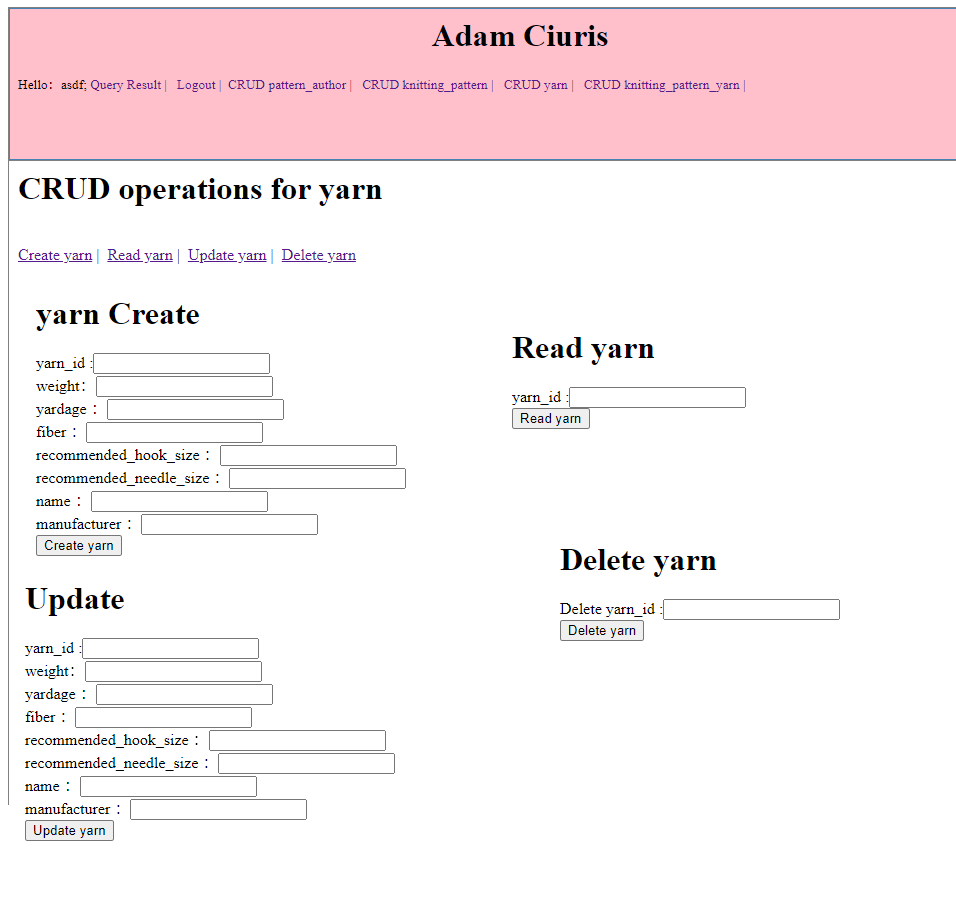 Adam Ciuris
Hello： asdf; Query Result | Logout | CRUD pattern_author | CRUD knitting_pattern | CRUD yarn | CRUD knitting_pattern_yarn |
CRUD operations for yarn
Create yarn | Read yarn | Update yarn | Delete yarn
yarn Create
yarn_id :
weight：
yardage ：
fiber ：
recommended_hook_size ：
recommended_needle_size ：
name ：
manufacturer ：
Create yarn
Read yarn
yarn_id :
Read yarn
Delete yarn
Delete yarn_id :
Delete yarn
Update
yarn_id :
weight：
yardage ：
fiber ：
recommended_hook_size ：
recommended_needle_size ：
name ：
manufacturer ：
Update yarn